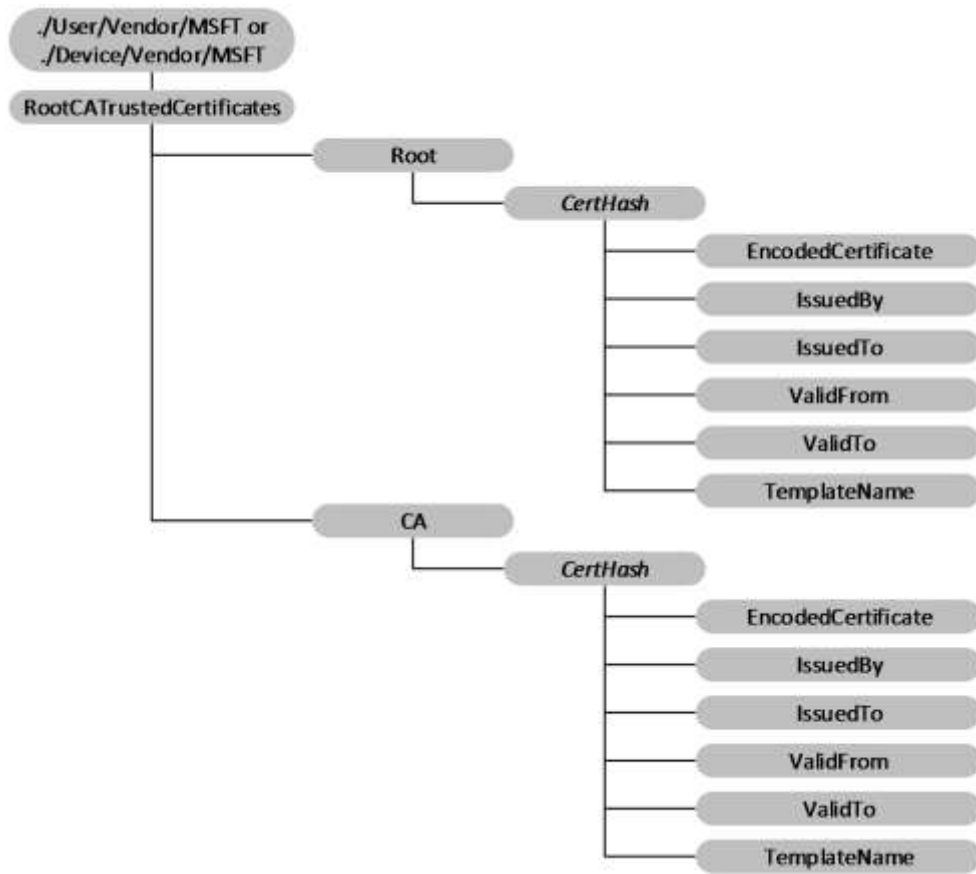 ./User/Vendor/MSFT or
./Device/Vendor/MSFT
RootCATrustedCertificates
Root
CertHash
EncodedCertificate
IssuedBy
IssuedTo
ValidFrom
ValidTo
TemplateName
CA
CertHash
EncodedCertificate
IssuedBy
IssuedTo
ValidFrom
ValidTo
TemplateName